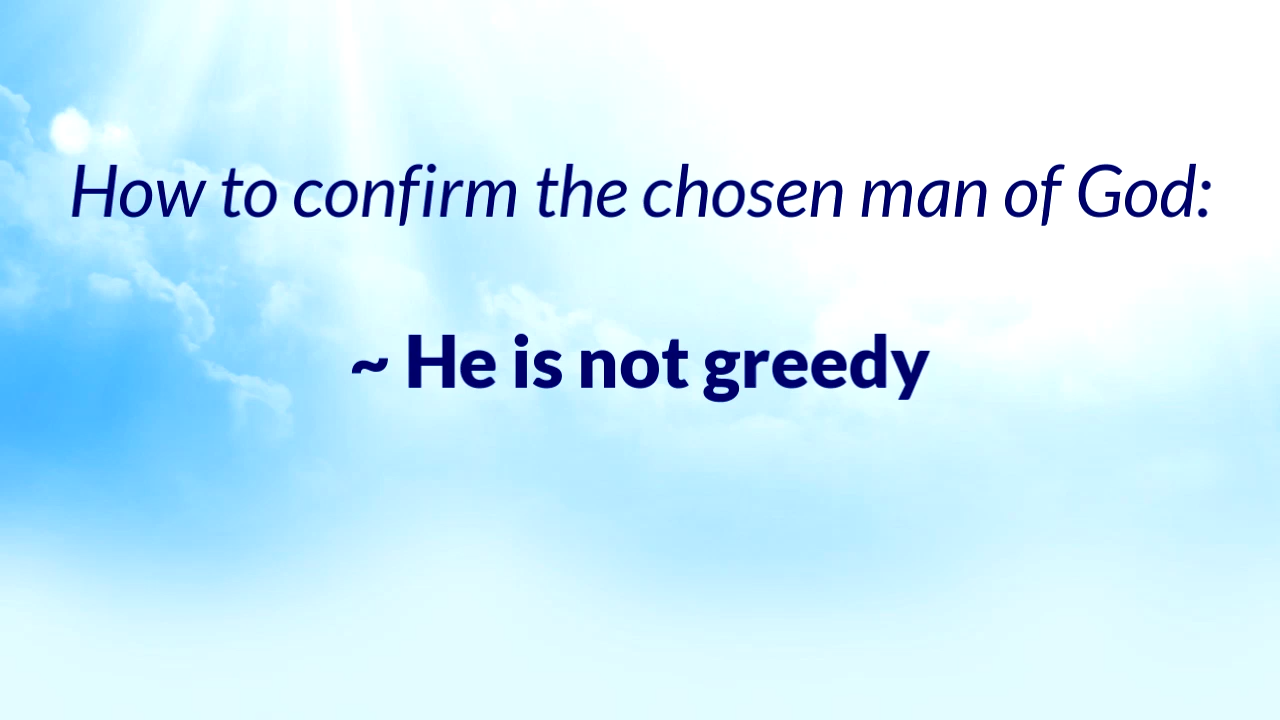 How to confirm the chosen man of God:
~ He is not greedy